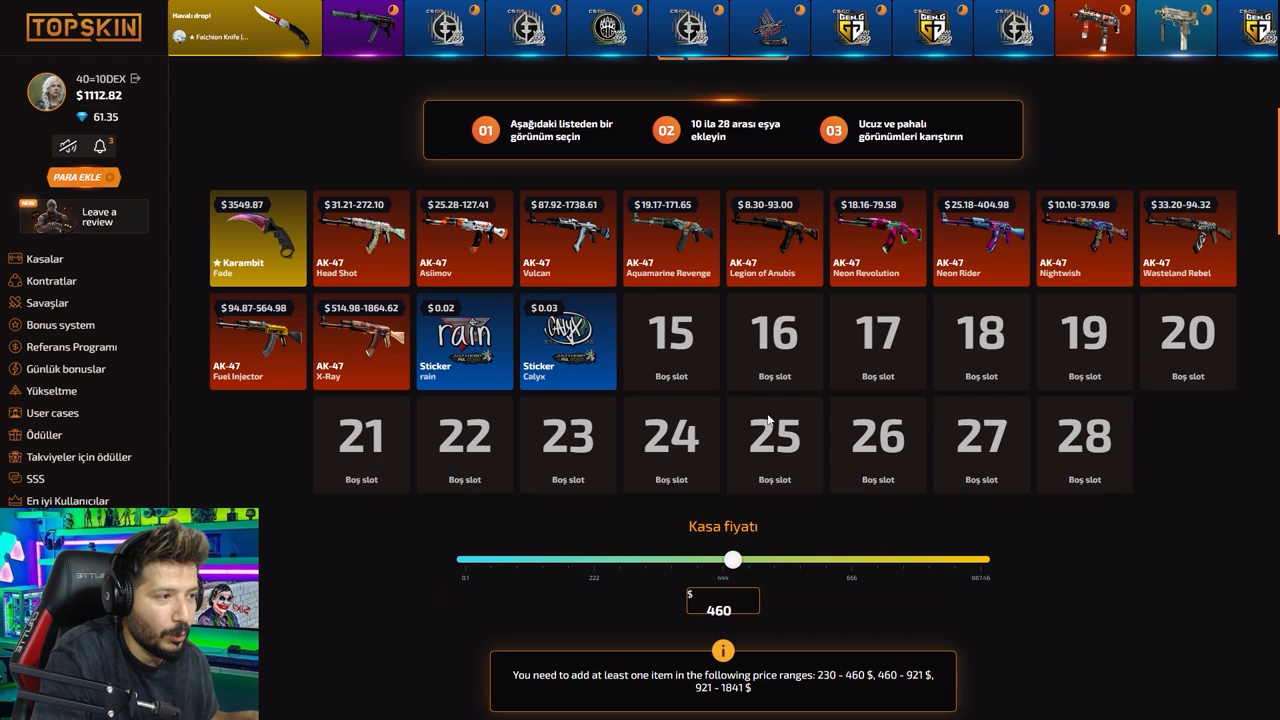 TOPSKIN
Havalı drop!
★ Falchion Knife |...
40=10DEX
$1112.82
61.35
3
PARA EKLE
NEW
Leave a
review
Kasalar
Kontratlar
Savaşlar
Bonus system
Referans Programı
Günlük bonuslar
Yükseltme
User cases
Ödüller
Takviyeler için ödüller
SSS
En iyi Kullanıcılar
01
Aşağıdaki listeden bir
görünüm seçin
02
10 ila 28 arası eşya
ekleyin
03
Ucuz ve pahalı
görünümleri karıştırın
$ 3549.87
★ Karambit
Fade
$ 31.21-272.10
AK-47
Head Shot
$ 25.28-127.41
AK-47
Asiimov
$ 87.92-1738.61
AK-47
Vulcan
$ 19.17-171.65
AK-47
Aquamarine Revenge
$ 8.30-93.00
AK-47
Legion of Anubis
$ 18.16-79.58
AK-47
Neon Revolution
$ 25.18-404.98
AK-47
Neon Rider
$ 10.10-379.98
AK-47
Nightwish
$ 33.20-94.32
AK-47
Wasteland Rebel
$ 94.87-564.98
AK-47
Fuel Injector
$ 514.98-1864.62
AK-47
X-Ray
$ 0.02
rain
Sticker
rain
$ 0.03
CALYX
Sticker
Calyx
15
Boş slot
16
Boş slot
17
Boş slot
18
Boş slot
19
Boş slot
20
Boş slot
21
Boş slot
22
Boş slot
23
Boş slot
24
Boş slot
25
Boş slot
26
Boş slot
27
Boş slot
28
Boş slot
Kasa fiyatı
0.1
222
444
666
887.46
$
460
i
You need to add at least one item in the following price ranges: 230 - 460 $, 460 - 921 $,
921 - 1841 $